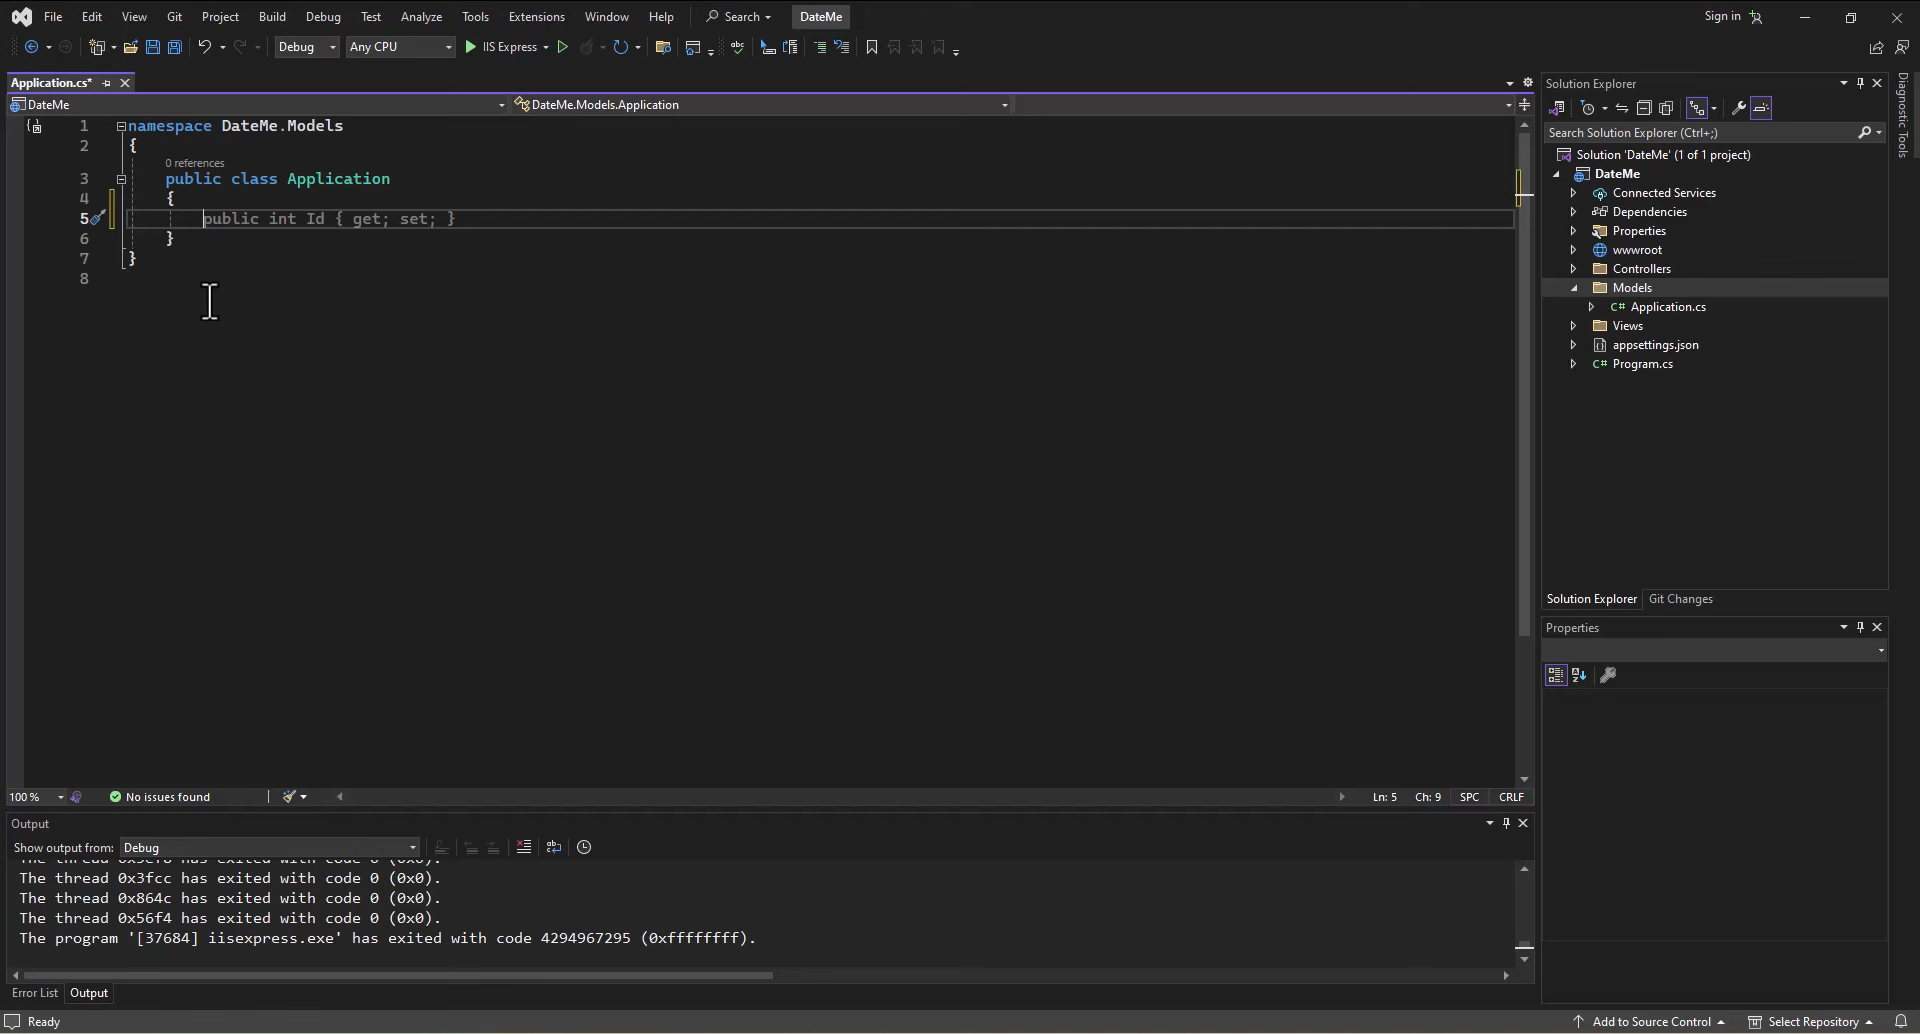 File Edit View Git Project Build Debug Test Analyze Tools Extensions Window Help Search DateMe Sign in
Debug Any CPU IIS Express
Application.cs*
DateMe DateMe.Models.Application
1 namespace DateMe.Models
2 {
0 references
3 public class Application
4 {
5 public int Id { get; set; }
6 }
7 }
8
100 % No issues found Ln: 5 Ch: 9 SPC CRLF
Output
Show output from: Debug
The thread 0x3fcc has exited with code 0 (0x0).
The thread 0x864c has exited with code 0 (0x0).
The thread 0x56f4 has exited with code 0 (0x0).
The program '[37684] iisexpress.exe' has exited with code 4294967295 (0xffffffff).
Error List Output
Solution Explorer
Search Solution Explorer (Ctrl+;)
Solution 'DateMe' (1 of 1 project)
DateMe
Connected Services
Dependencies
Properties
wwwroot
Controllers
Models
C# Application.cs
Views
appsettings.json
C# Program.cs
Solution Explorer Git Changes
Properties
Diagnostic Tools
Ready Add to Source Control Select Repository